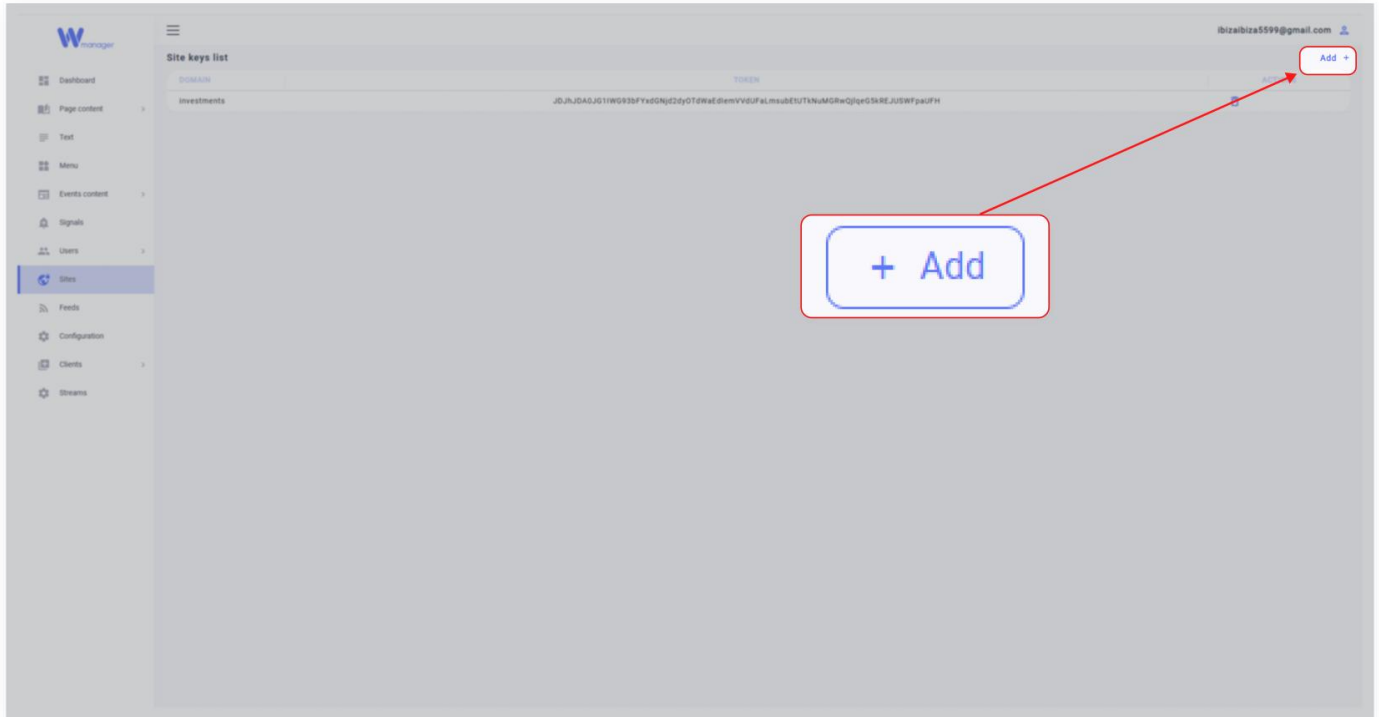 W manager
ibizaibiza5599@gmail.com
Site keys list
Add +
DOMAIN TOKEN
Investments
Dashboard
Page content
Text
Menu
Events content
Signals
Users
Sites
Feeds
Configuration
Clients
Streams
+ Add